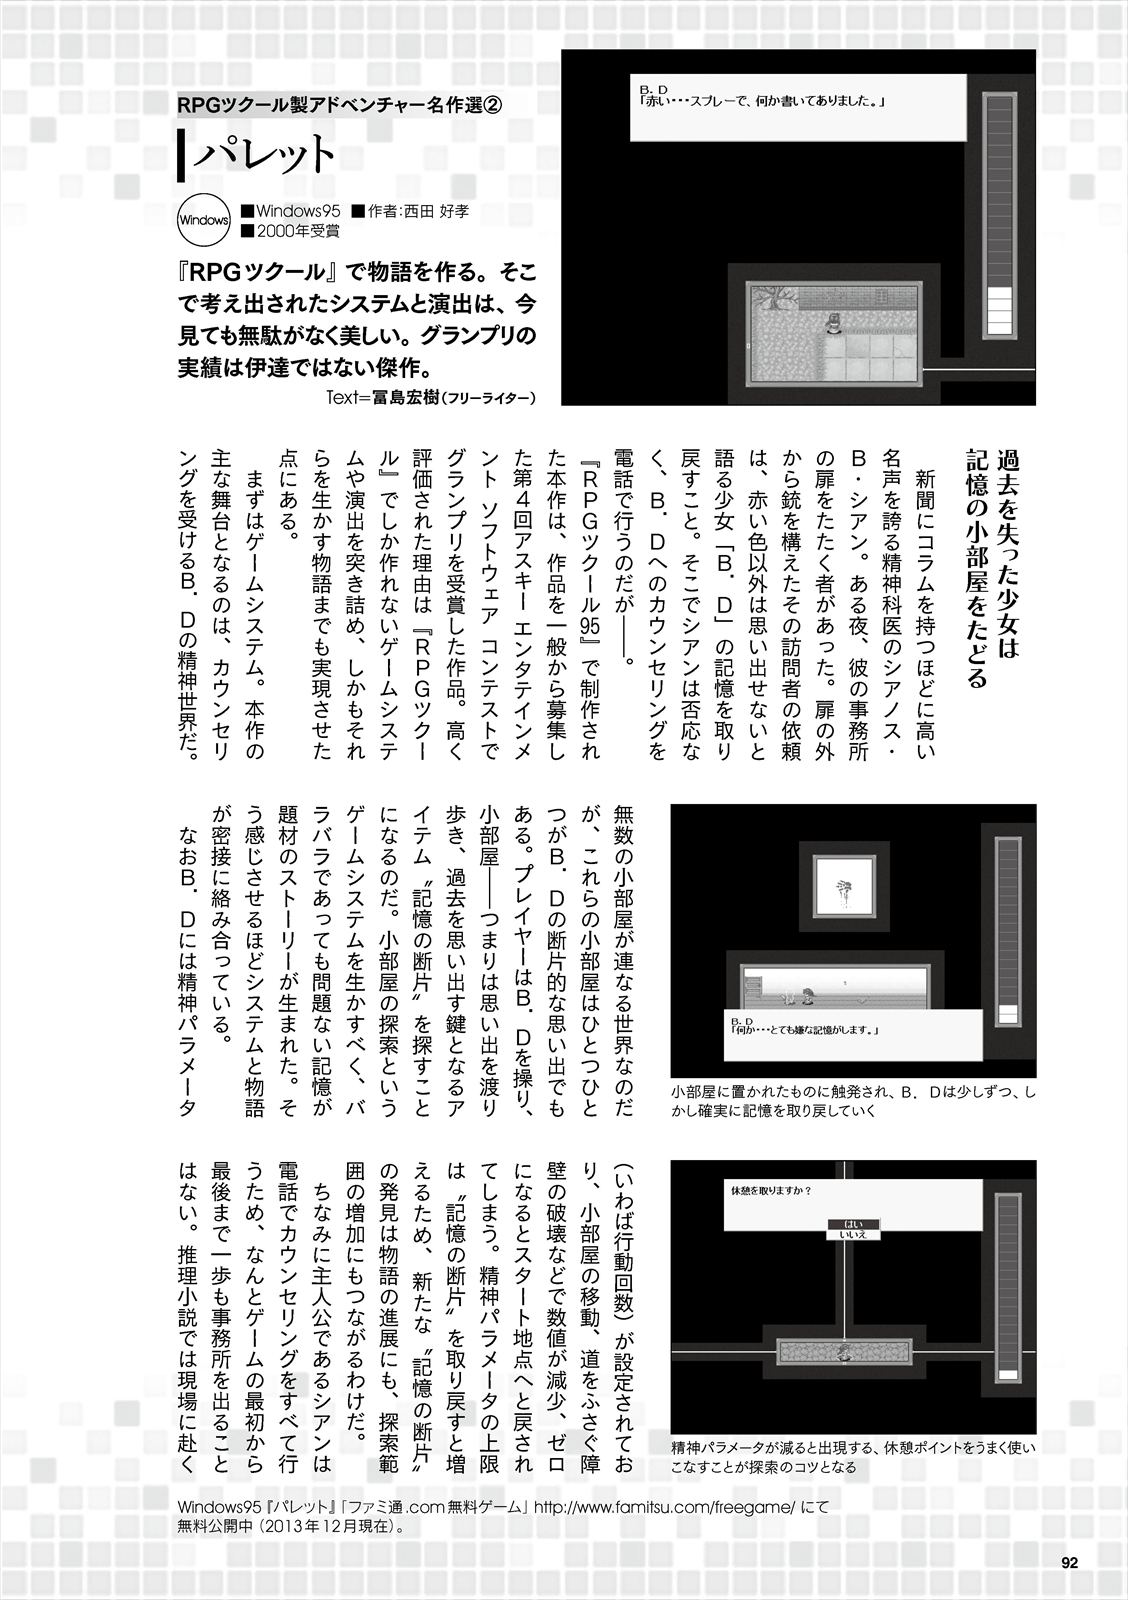 RPGツクール製アドベンチャー名作選②
パレット
Windows
■Windows95 ■作者:西田 好孝
■2000年受賞
『RPGツクール』で物語を作る。そこ
で考え出されたシステムと演出は、今
見ても無駄がなく美しい。グランプリの
実績は伊達ではない傑作。
Text=冨島宏樹(フリーライター)
B.D
「赤い・・・スプレーで、何か書いてありました。」
過去を失った少女は
記憶の小部屋をたどる
新聞にコラムを持つほどに高い
名声を誇る精神科医のシアノス・
B・シアン。ある夜、彼の事務所
の扉をたたく者があった。扉の外
から銃を構えたその訪問者の依頼
は、赤い色以外は思い出せないと
語る少女「B．D」の記憶を取り
戻すこと。そこでシアンは否応な
く、B．Dへのカウンセリングを
電話で行うのだが――。
『RPGツクール95』で制作され
た本作は、作品を一般から募集し
た第4回アスキー エンタテインメ
ント ソフトウェア コンテストで
グランプリを受賞した作品。高く
評価された理由は『RPGツクー
ル』でしか作れないゲームシステ
ムや演出を突き詰め、しかもそれ
らを生かす物語までも実現させた
点にある。
まずはゲームシステム。本作の
主な舞台となるのは、カウンセリ
ングを受けるB．Dの精神世界だ。
無数の小部屋が連なる世界なのだ
が、これらの小部屋はひとつひと
つがB．Dの断片的な思い出でも
ある。プレイヤーはB．Dを操り、
小部屋――つまりは思い出を渡り
歩き、過去を思い出す鍵となるア
イテム〝記憶の断片〟を探すこと
になるのだ。小部屋の探索という
ゲームシステムを生かすべく、バ
ラバラであっても問題ない記憶が
題材のストーリーが生まれた。そ
う感じさせるほどシステムと物語
が密接に絡み合っている。
なおB．Dには精神パラメータ
B.D
「何か・・・とても嫌な記憶がします。」
小部屋に置かれたものに触発され、B．Dは少しずつ、し
かし確実に記憶を取り戻していく
(いわば行動回数)が設定されてお
り、小部屋の移動、道をふさぐ障
壁の破壊などで数値が減少、ゼロ
になるとスタート地点へと戻され
てしまう。精神パラメータの上限
は〝記憶の断片〟を取り戻すと増
えるため、新たな〝記憶の断片〟
の発見は物語の進展にも、探索範
囲の増加にもつながるわけだ。
ちなみに主人公であるシアンは
電話でカウンセリングをすべて行
うため、なんとゲームの最初から
最後まで一歩も事務所を出ること
はない。推理小説では現場に赴く
休憩を取りますか?
はい
いいえ
精神パラメータが減ると出現する、休憩ポイントをうまく使い
こなすことが探索のコツとなる
Windows95『パレット』「ファミ通.com無料ゲーム」http://www.famitsu.com/freegame/ にて
無料公開中(2013年12月現在)。
92